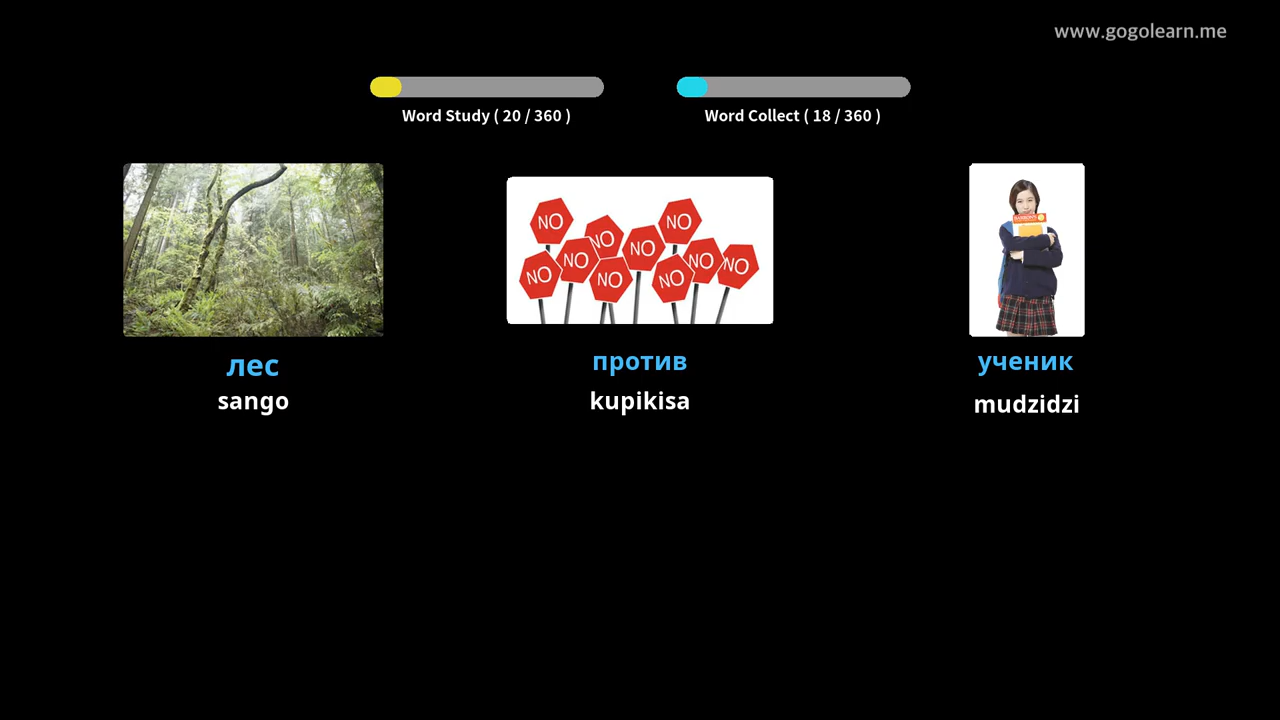 www.gogolearn.me
Word Study ( 20 / 360 )
Word Collect ( 18 / 360 )
NO
NO
NO
NO
NO
NO
NO
NO
NO
NO
лес
против
ученик
sango
kupikisa
mudzidzi